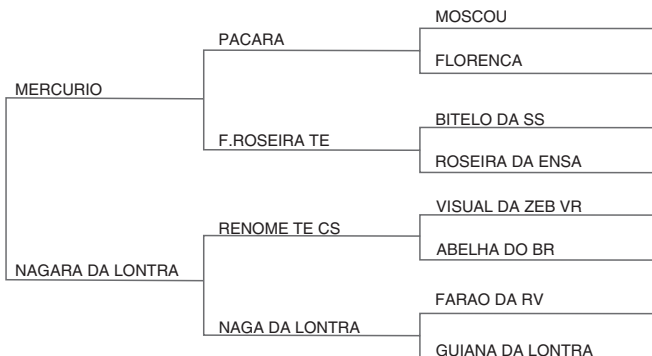 MOSCOU
PACARA
FLORENCA
MERCURIO
BITELO DA SS
F.ROSEIRA TE
ROSEIRA DA ENSA
VISUAL DA ZEB VR
RENOME TE CS
ABELHA DO BR
NAGARA DA LONTRA
FARAO DA RV
NAGA DA LONTRA
GUIANA DA LONTRA